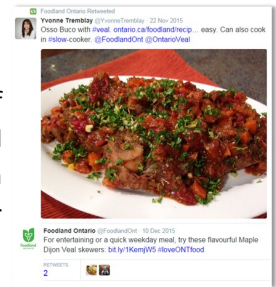 Foodland Ontario Retweeted
Yvonne Tremblay @YvonneTremblay · 22 Nov 2015
Osso Buco with #veal. ontario.ca/foodland/recip… easy. Can also cook
in #slow-cooker. @FoodlandOnt @OntarioVeal
Foodland Ontario @FoodlandOnt · 10 Dec 2015
For entertaining or a quick weekday meal, try these flavourful Maple
Dijon Veal skewers: bit.ly/1KemjW5 #loveONTfood
RETWEETS
2